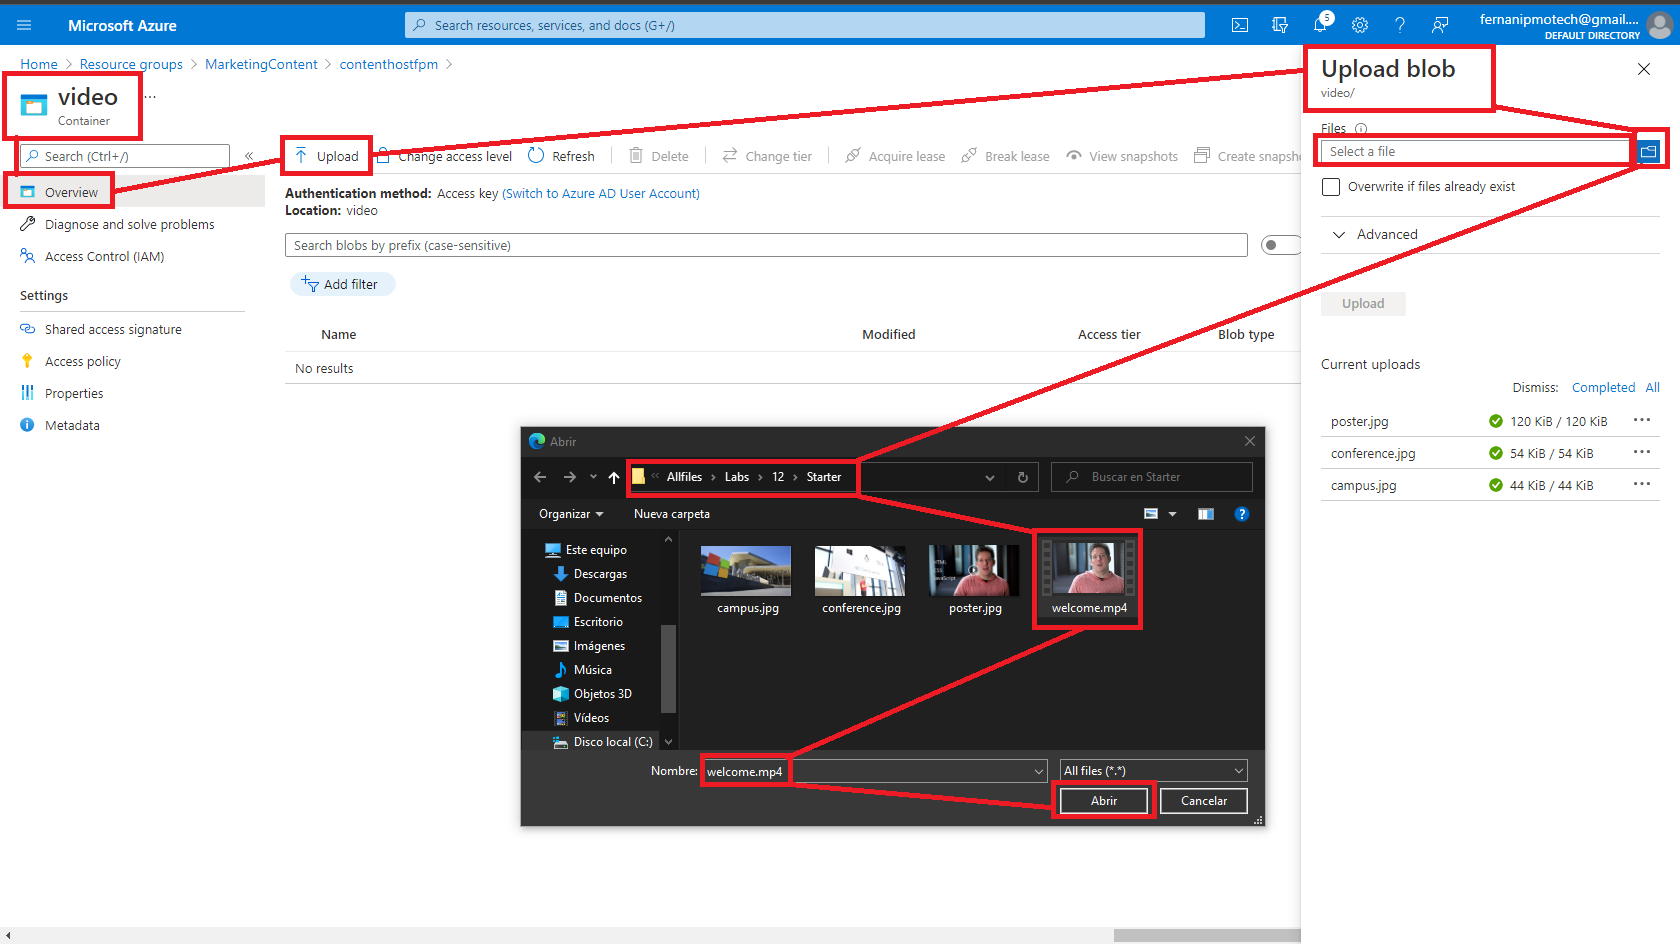 Microsoft Azure
Search resources, services, and docs (G+/)
5
fernanipmotech@gmail....
DEFAULT DIRECTORY
Home > Resource groups > MarketingContent > contenthostfpm >
video
...
Container
Search (Ctrl+/)
«
Overview
Diagnose and solve problems
Access Control (IAM)
Settings
Shared access signature
Access policy
Properties
Metadata
Upload
Change access level
Refresh
Delete
Change tier
Acquire lease
Break lease
View snapshots
Create snapsh
Authentication method: Access key (Switch to Azure AD User Account)
Location: video
Search blobs by prefix (case-sensitive)
Add filter
Name Modified Access tier Blob type
No results
Upload blob
video/
Files
Select a file
Overwrite if files already exist
Advanced
Upload
Current uploads
Dismiss: Completed All
poster.jpg 120 KiB / 120 KiB ...
conference.jpg 54 KiB / 54 KiB ...
campus.jpg 44 KiB / 44 KiB ...
Abrir
« Allfiles > Labs > 12 > Starter
Buscar en Starter
Organizar
Nueva carpeta
Este equipo
Descargas
Documentos
Escritorio
Imágenes
Música
Objetos 3D
Vídeos
Disco local (C:)
campus.jpg
conference.jpg
poster.jpg
welcome.mp4
Nombre: welcome.mp4
All files (*.*)
Abrir
Cancelar